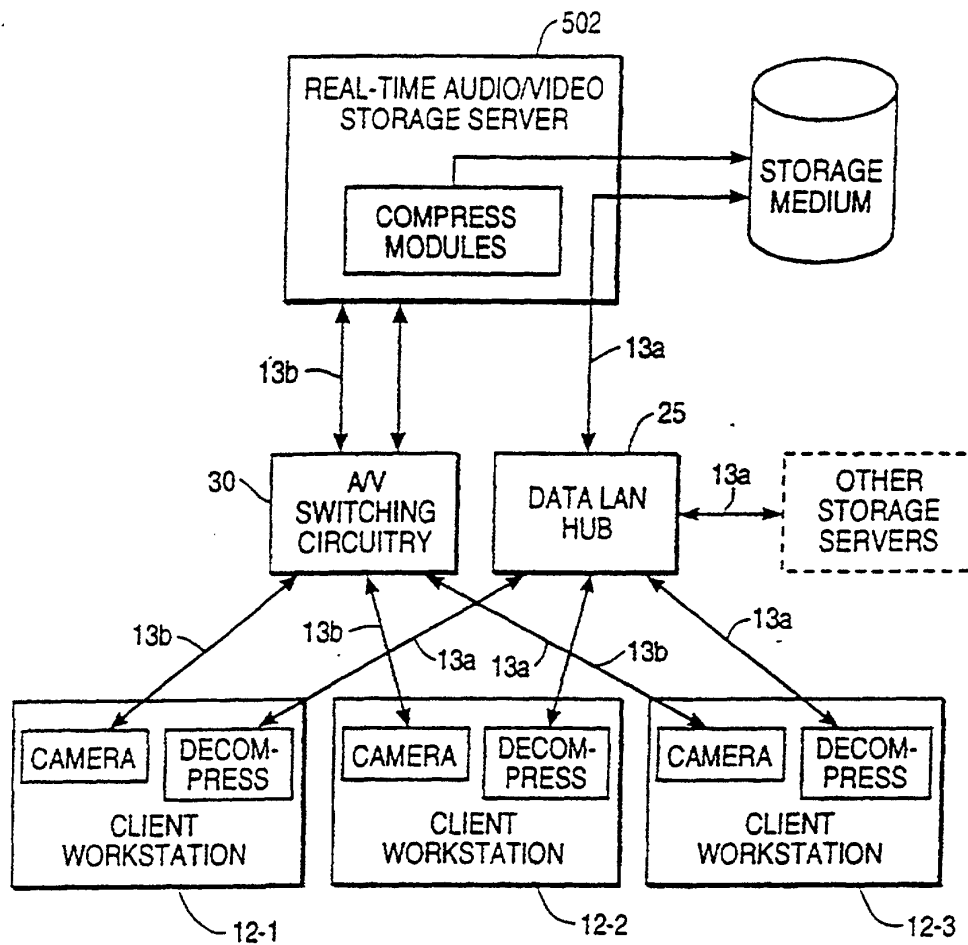 502
REAL-TIME AUDIO/VIDEO
STORAGE SERVER
COMPRESS
MODULES
STORAGE
MEDIUM
13b
13a
25
30
A/V
SWITCHING
CIRCUITRY
DATA LAN
HUB
13a
OTHER
STORAGE
SERVERS
13b
13b
13a
13a
13b
13a
CAMERA
DECOM-
PRESS
CLIENT
WORKSTATION
CAMERA
DECOM-
PRESS
CLIENT
WORKSTATION
CAMERA
DECOM-
PRESS
CLIENT
WORKSTATION
12-1
12-2
12-3